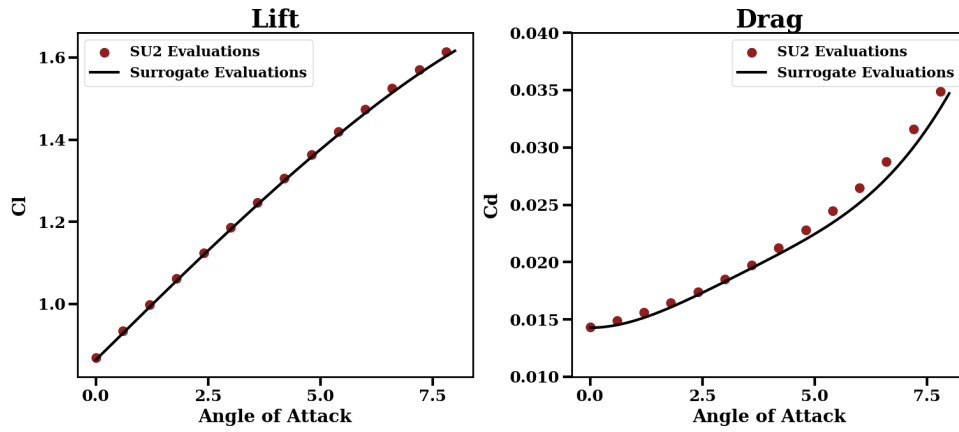 Lift
SU2 Evaluations
Surrogate Evaluations
1.6
1.4
1.2
1.0
Cl
0.0
2.5
5.0
7.5
Angle of Attack
Drag
SU2 Evaluations
Surrogate Evaluations
0.040
0.035
0.030
0.025
0.020
0.015
0.010
Cd
0.0
2.5
5.0
7.5
Angle of Attack